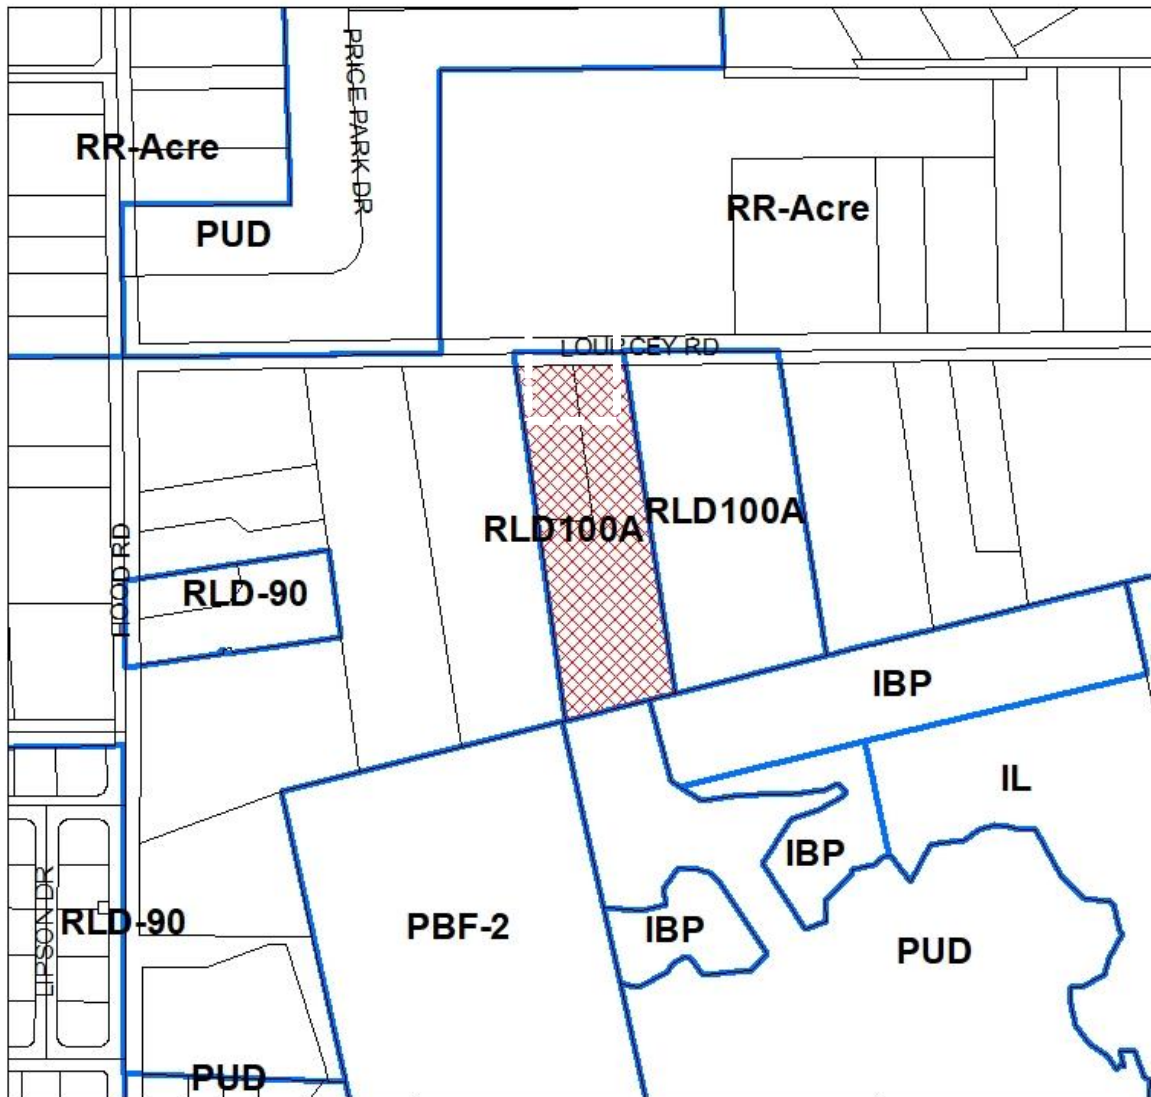 PRICE PARK DR
RR-Acre
RR-Acre
PUD
RD
RLD100A
RLD100A
HOOD RD
RLD-90
IBP
IL
IBP
LIPSON DR
RLD-90
PBF-2
IBP
PUD
PUD